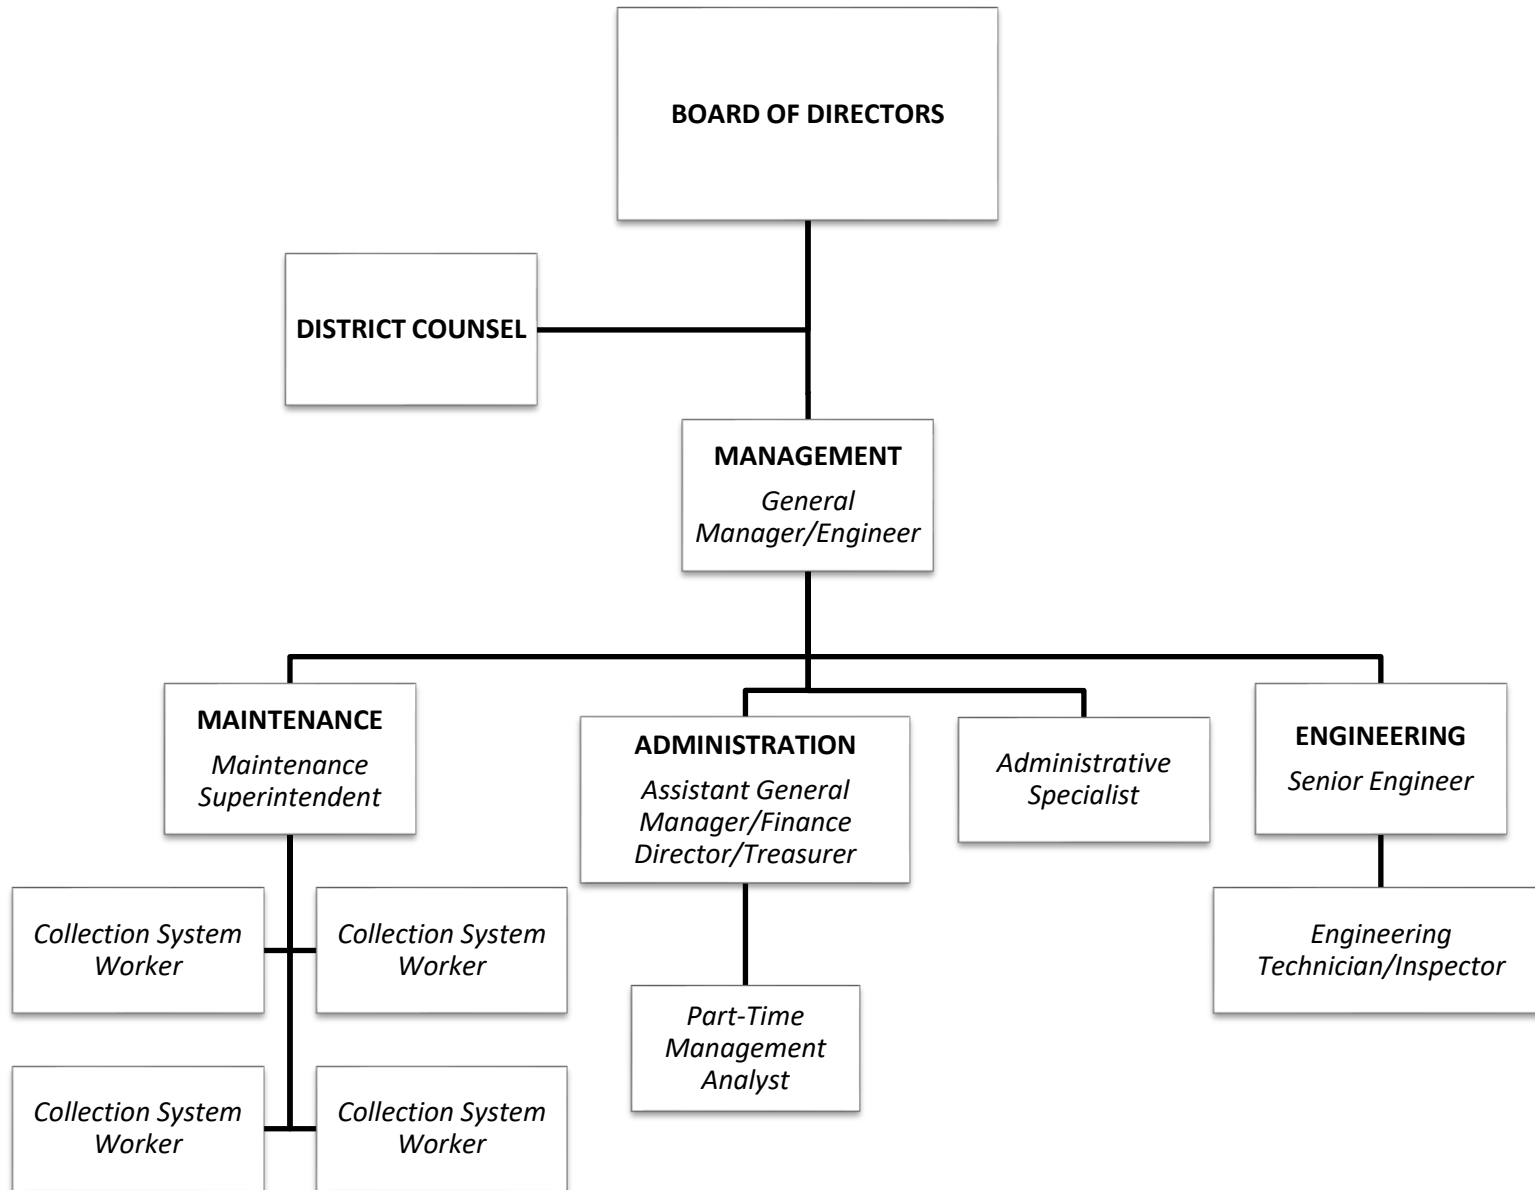 BOARD OF DIRECTORS
DISTRICT COUNSEL
MANAGEMENT
General
Manager/Engineer
MAINTENANCE
Maintenance
Superintendent
ADMINISTRATION
Assistant General
Manager/Finance
Director/Treasurer
Administrative
Specialist
ENGINEERING
Senior Engineer
Collection System
Worker
Collection System
Worker
Engineering
Technician/Inspector
Part-Time
Management
Analyst
Collection System
Worker
Collection System
Worker